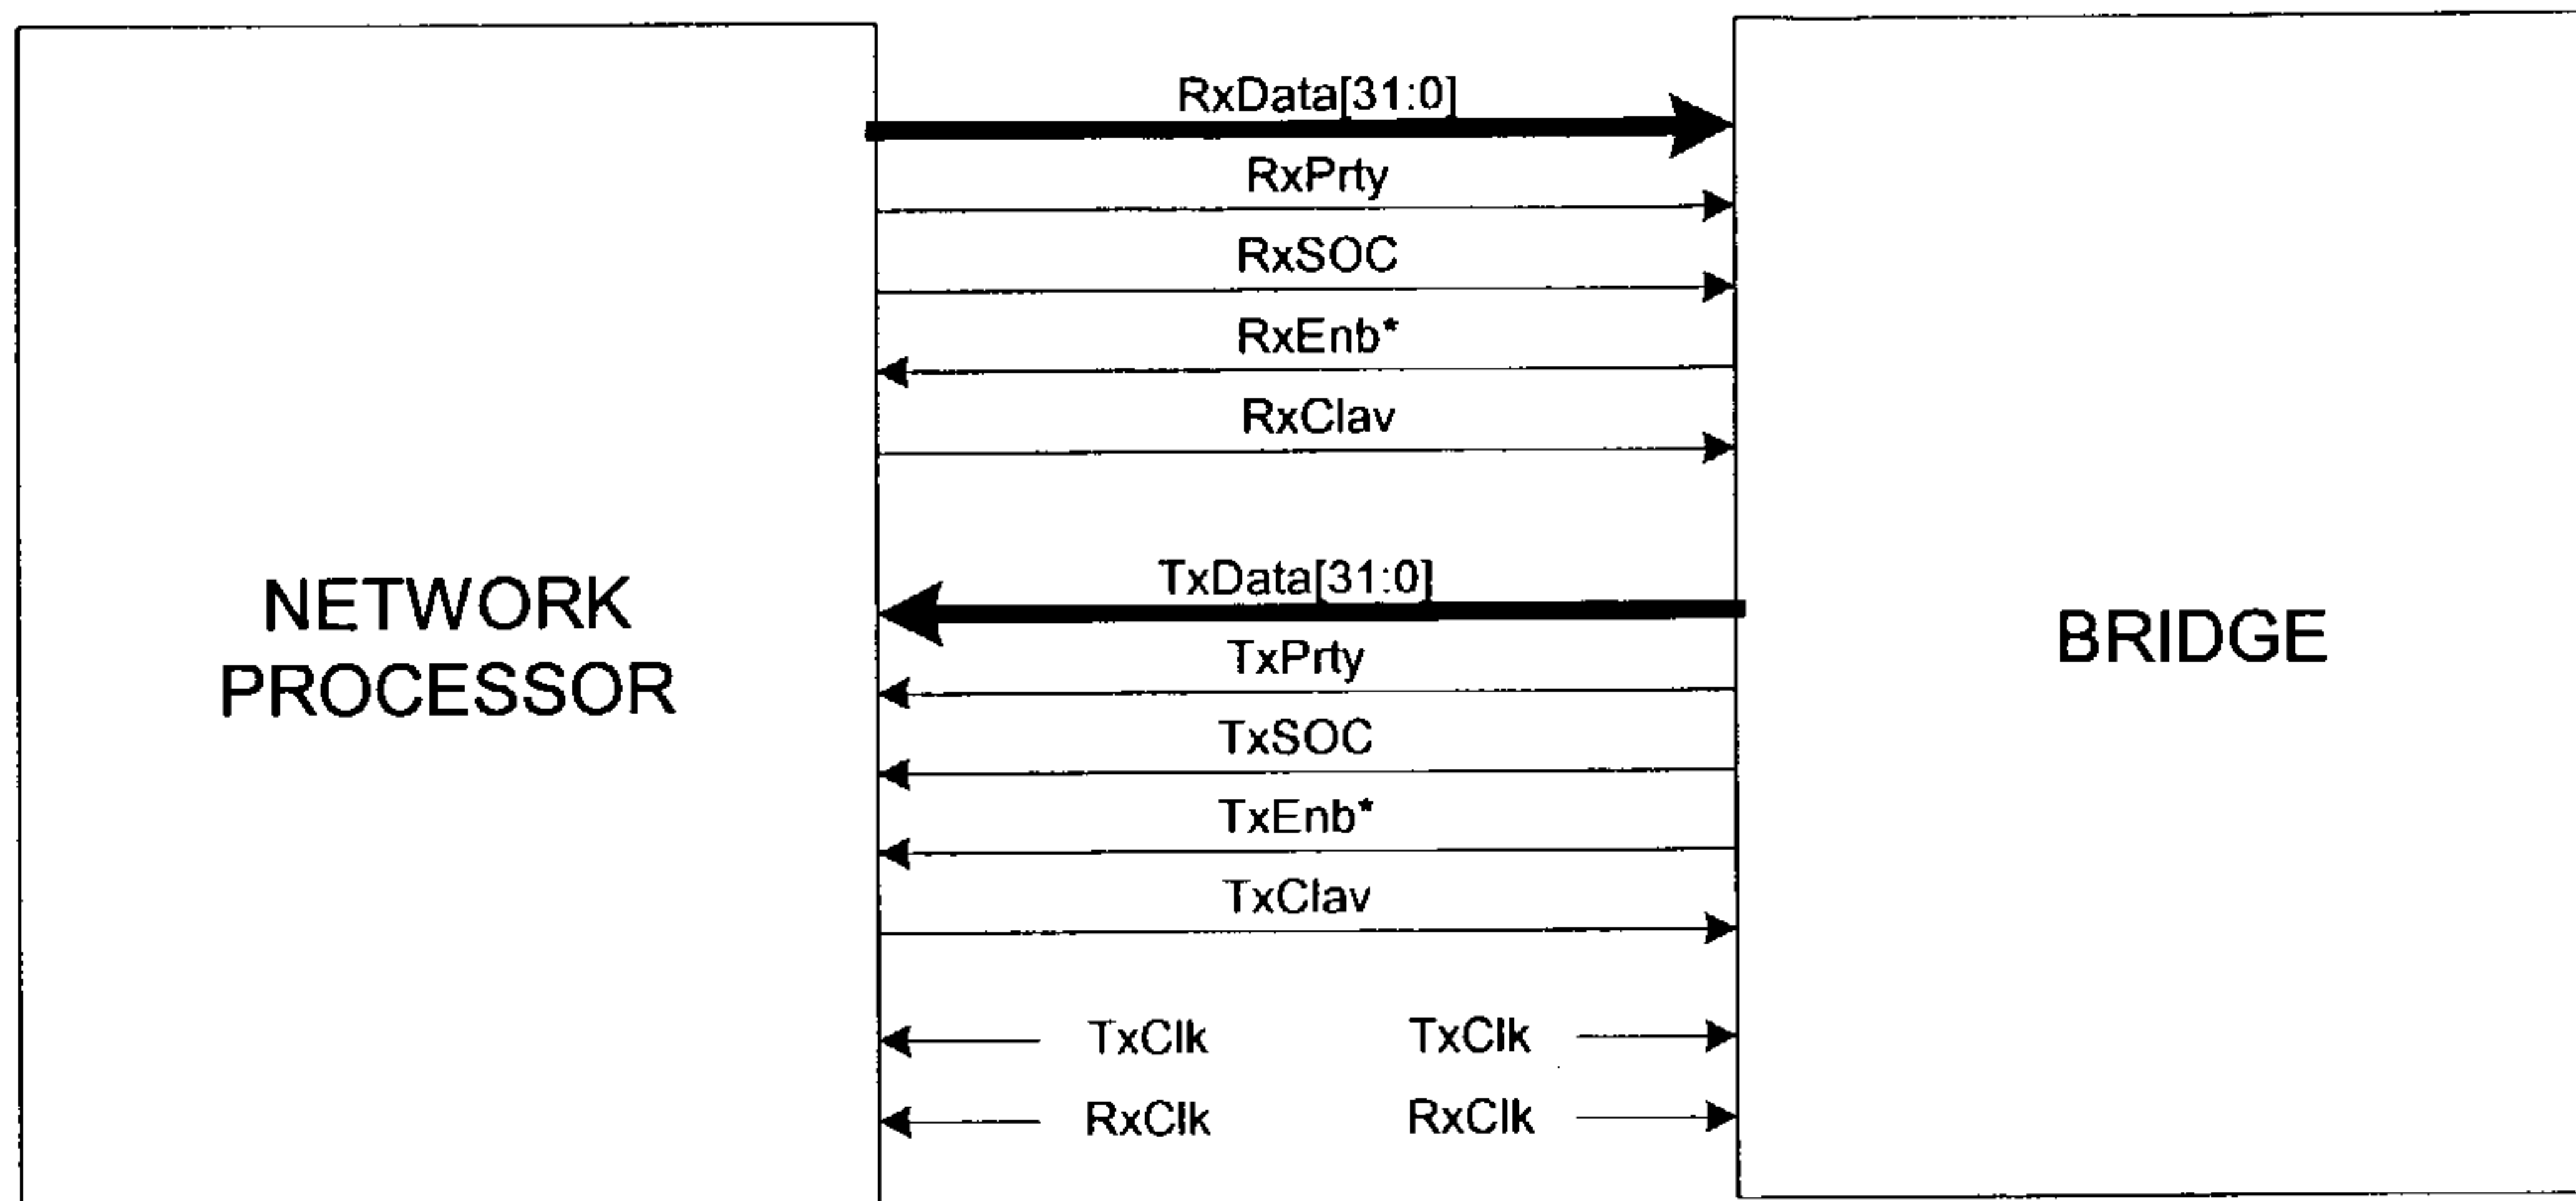 RxData[31:0]
RxPrty
RxSOC
RxEnb*
RxClav
NETWORK
PROCESSOR
TxData[31:0]
TxPrty
TxSOC
TxEnb*
TxClav
BRIDGE
TxClk TxClk
RxClk RxClk